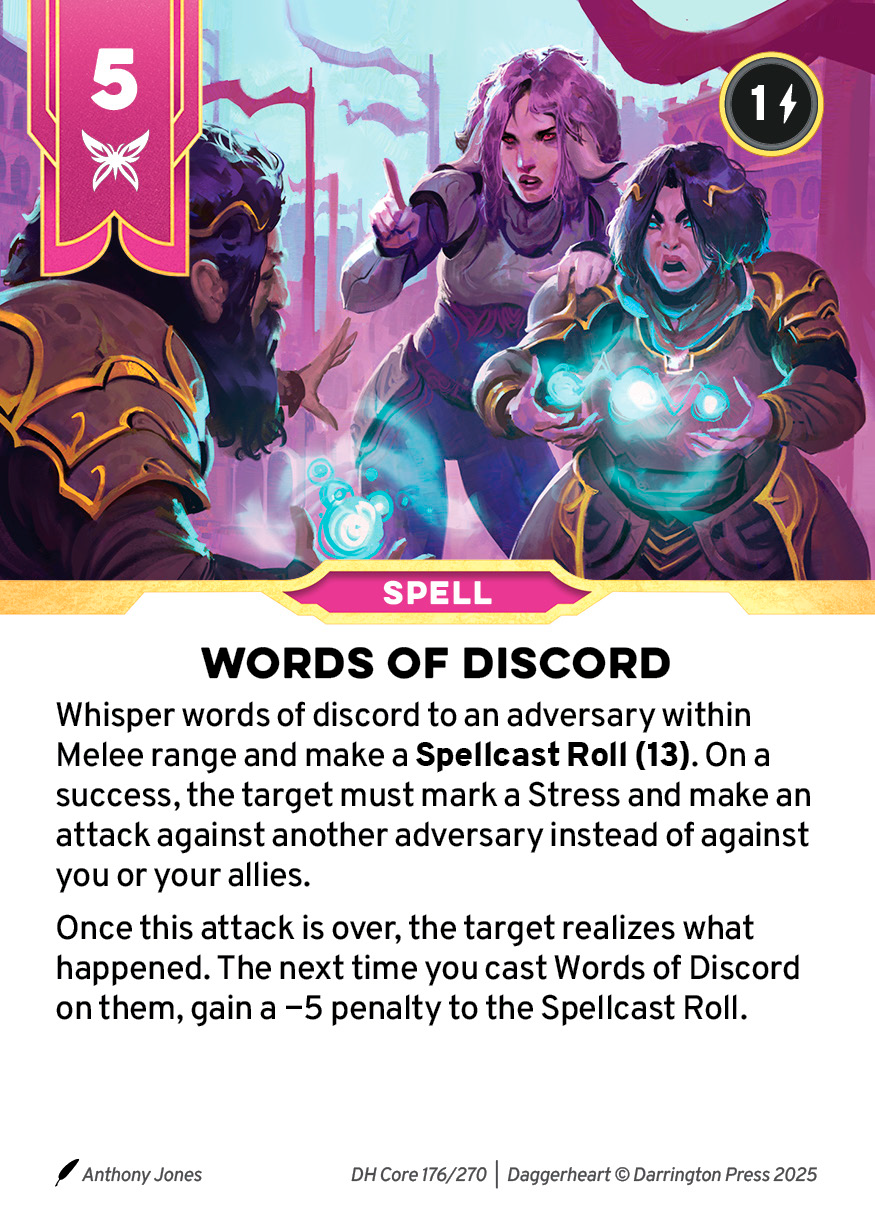 5
1
SPELL
WORDS OF DISCORD
Whisper words of discord to an adversary within
Melee range and make a Spellcast Roll (13). On a
success, the target must mark a Stress and make an
attack against another adversary instead of against
you or your allies.
Once this attack is over, the target realizes what
happened. The next time you cast Words of Discord
on them, gain a −5 penalty to the Spellcast Roll.
Anthony Jones
DH Core 176/270 | Daggerheart © Darrington Press 2025